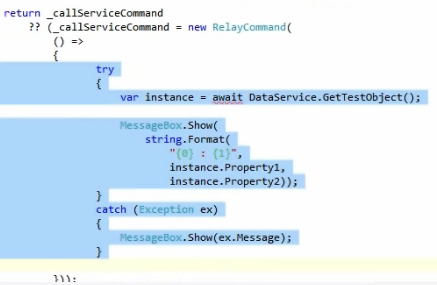 return _callServiceCommand
?? (_callServiceCommand = new RelayCommand(
() =>
{
try
{
var instance = await DataService.GetTestObject();
MessageBox.Show(
string.Format(
"{0} : {1}",
instance.Property1,
instance.Property2));
}
catch (Exception ex)
{
MessageBox.Show(ex.Message);
}
}));